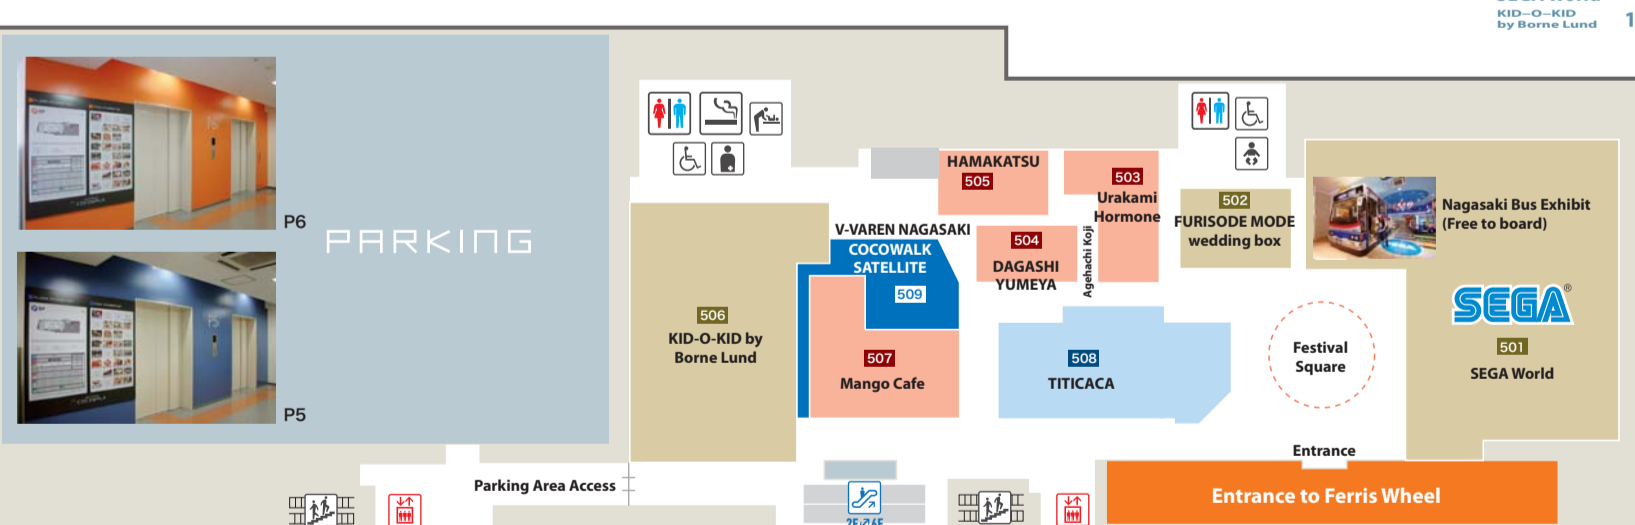 KID–O–KID
by Borne Lund
1
P6
PARKING
P5
HAMAKATSU
505
503
Urakami
Hormone
502
FURISODE MODE
wedding box
Nagasaki Bus Exhibit
(Free to board)
V-VAREN NAGASAKI
COCOWALK
SATELLITE
509
504
DAGASHI
YUMEYA
Agehachi Koji
506
KID-O-KID by
Borne Lund
507
Mango Cafe
508
TITICACA
Festival
Square
SEGA®
501
SEGA World
Entrance
Parking Area Access
Entrance to Ferris Wheel